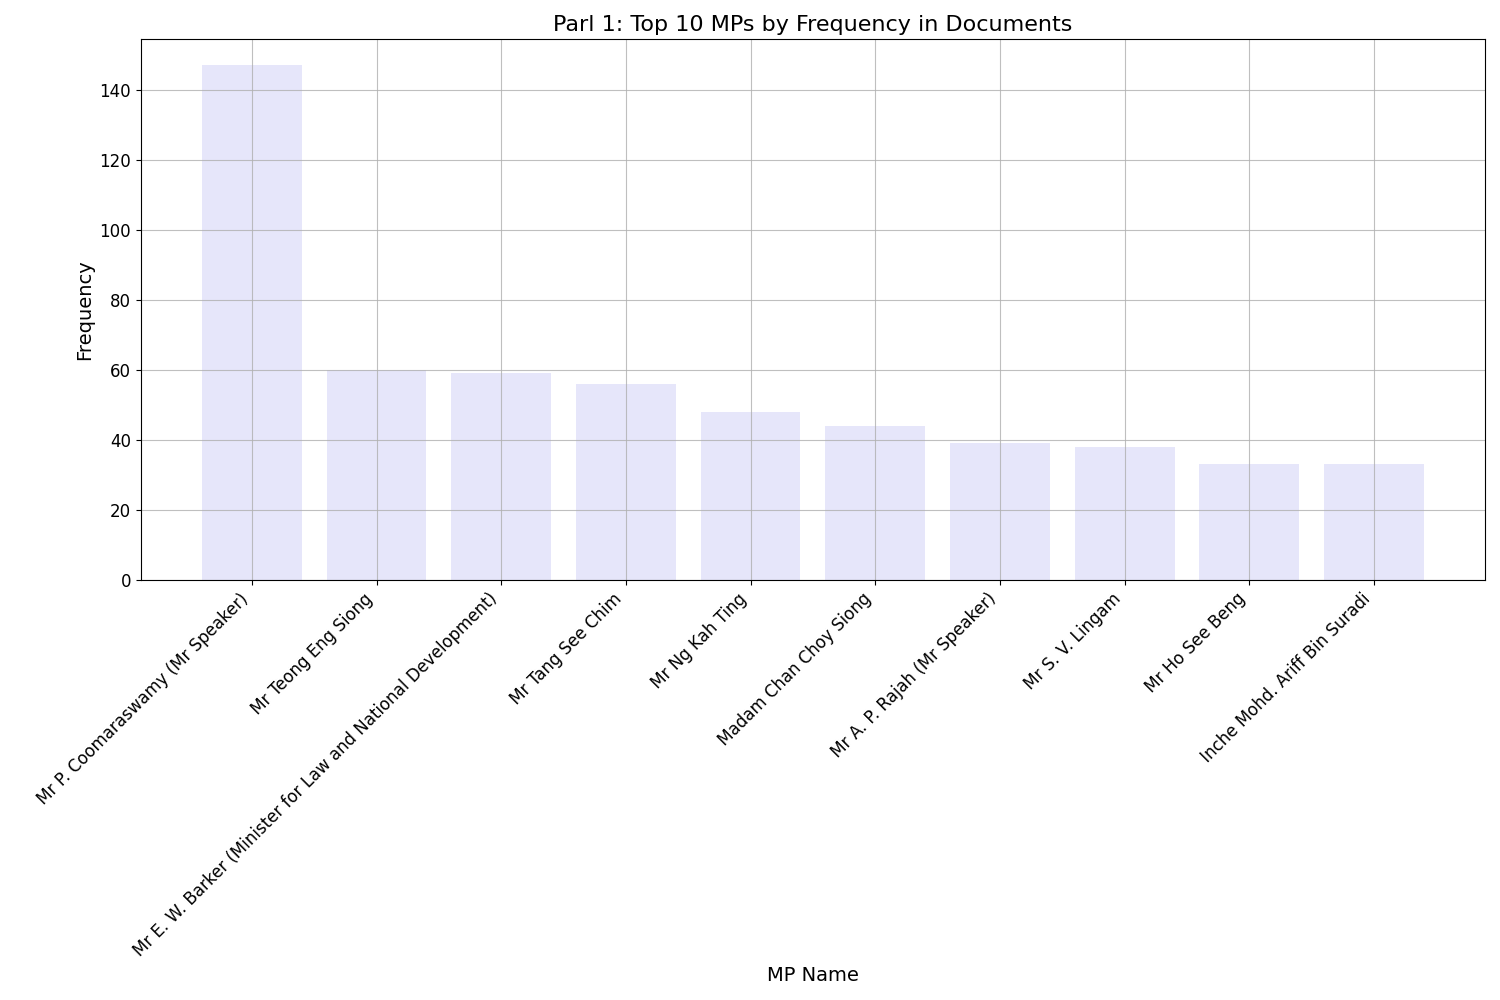 Parl 1: Top 10 MPs by Frequency in Documents
Frequency
140
120
100
80
60
40
20
0
Mr P. Coomaraswamy (Mr Speaker)
Mr Teong Eng Siong
Mr E. W. Barker (Minister for Law and National Development)
Mr Tang See Chim
Mr Ng Kah Ting
Madam Chan Choy Siong
Mr A. P. Rajah (Mr Speaker)
Mr S. V. Lingam
Mr Ho See Beng
Inche Mohd. Ariff Bin Suradi
MP Name